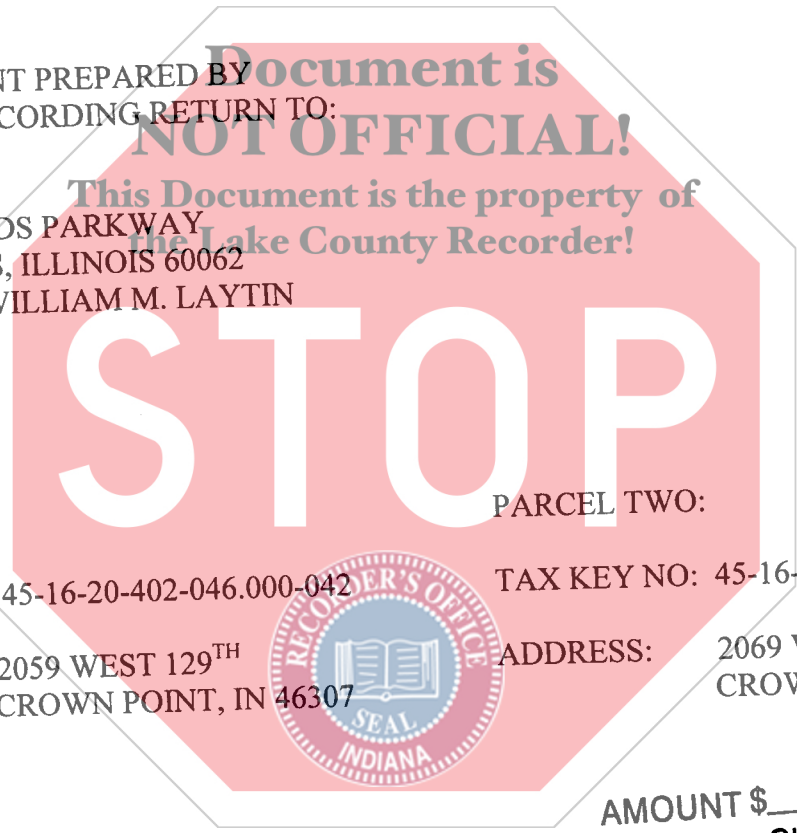 NT PREPARED BY
CORDING RETURN TO:
Document is
NOT OFFICIAL!
This Document is the property of
the Lake County Recorder!
OS PARKWAY
S, ILLINOIS 60062
WILLIAM M. LAYTIN
STOP
PARCEL TWO:
45-16-20-402-046.000-042
TAX KEY NO: 45-16-
2059 WEST 129TH
CROWN POINT, IN 46307
ADDRESS:
2069 W
CROW
RECORDER'S OFFICE
SEAL
INDIANA
AMOUNT $